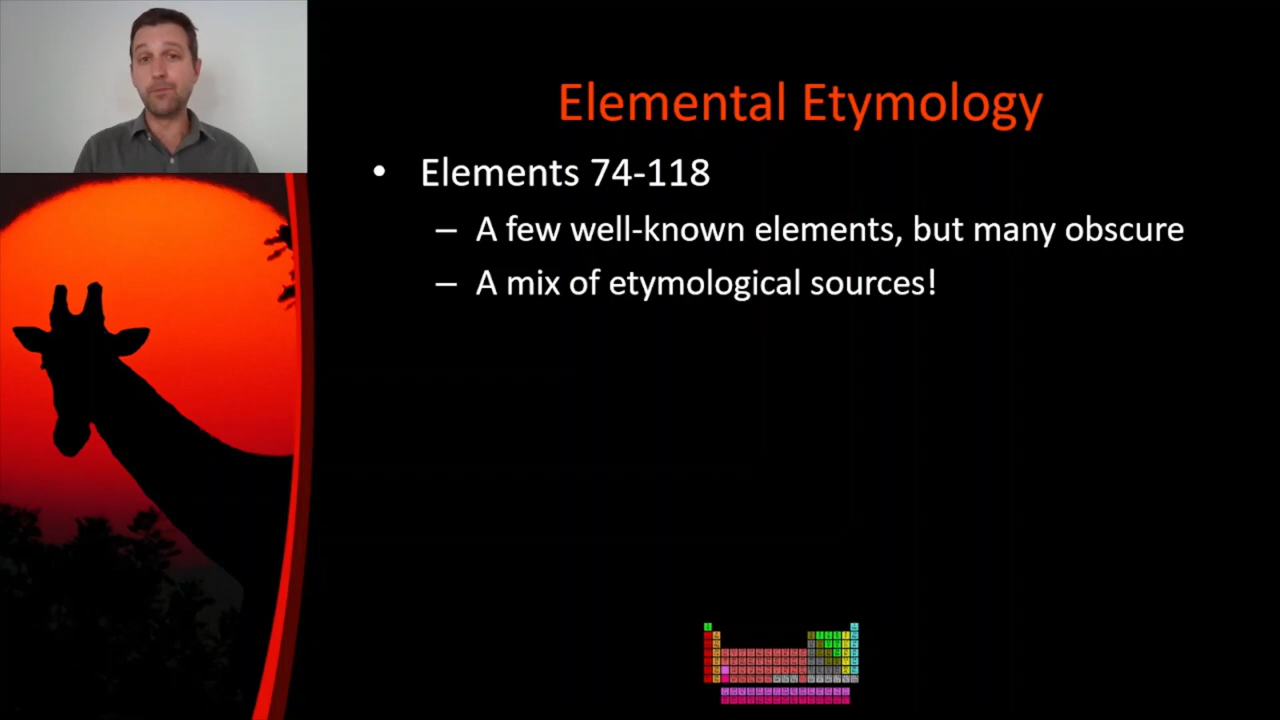 Elemental Etymology
• Elements 74-118
– A few well-known elements, but many obscure
– A mix of etymological sources!